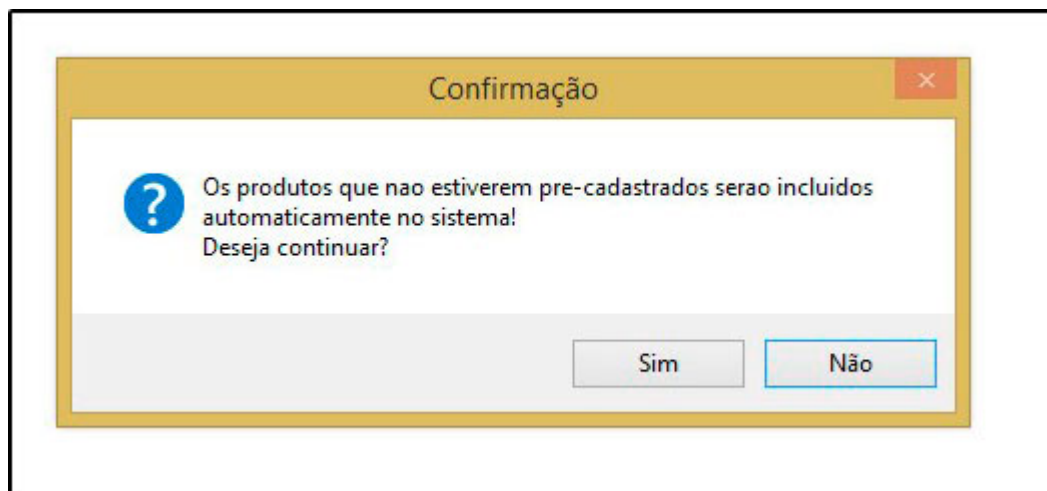 Confirmação
Os produtos que nao estiverem pre-cadastrados serao incluidos
automaticamente no sistema!
Deseja continuar?
Sim
Não